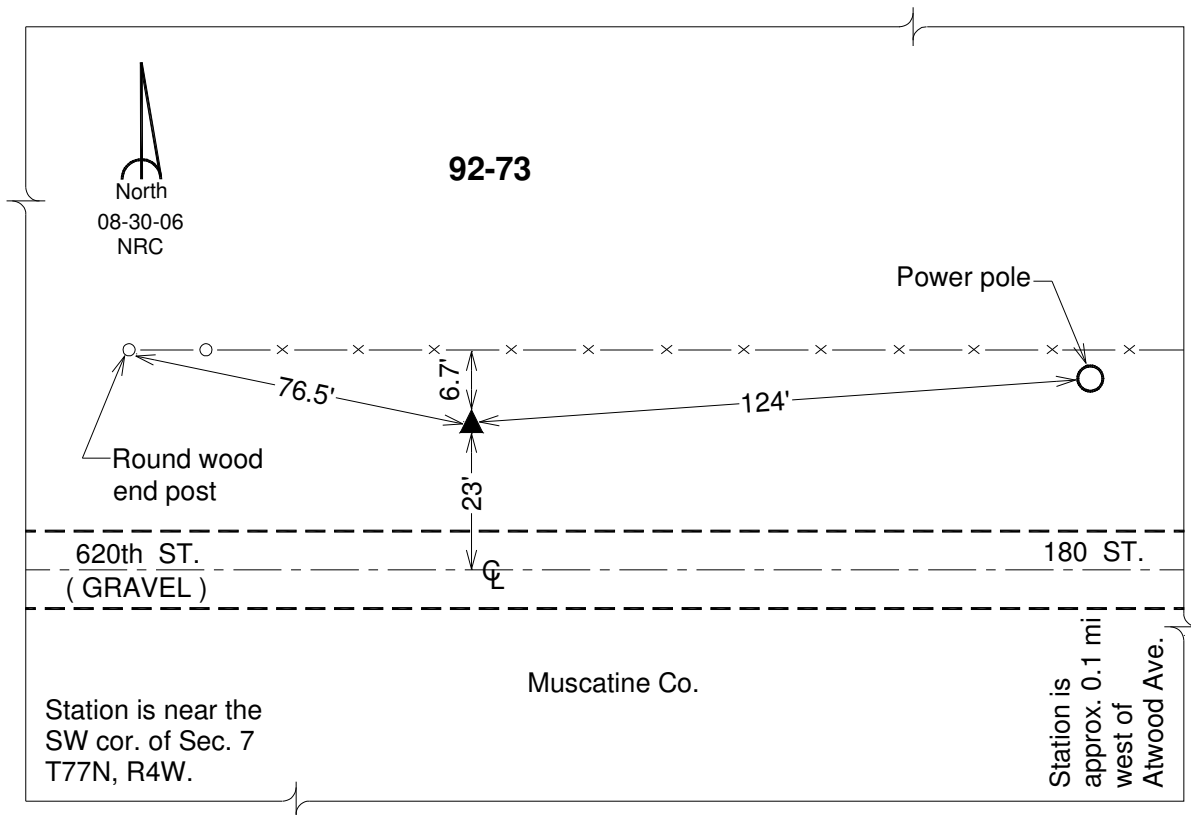 92-73
North
08-30-06
NRC
Power pole
6.7'
76.5'
124'
Round wood
end post
23'
620th ST.
180 ST.
( GRAVEL )
CL
Muscatine Co.
Station is near the
SW cor. of Sec. 7
T77N, R4W.
Station is
approx. 0.1 mi
west of
Atwood Ave.